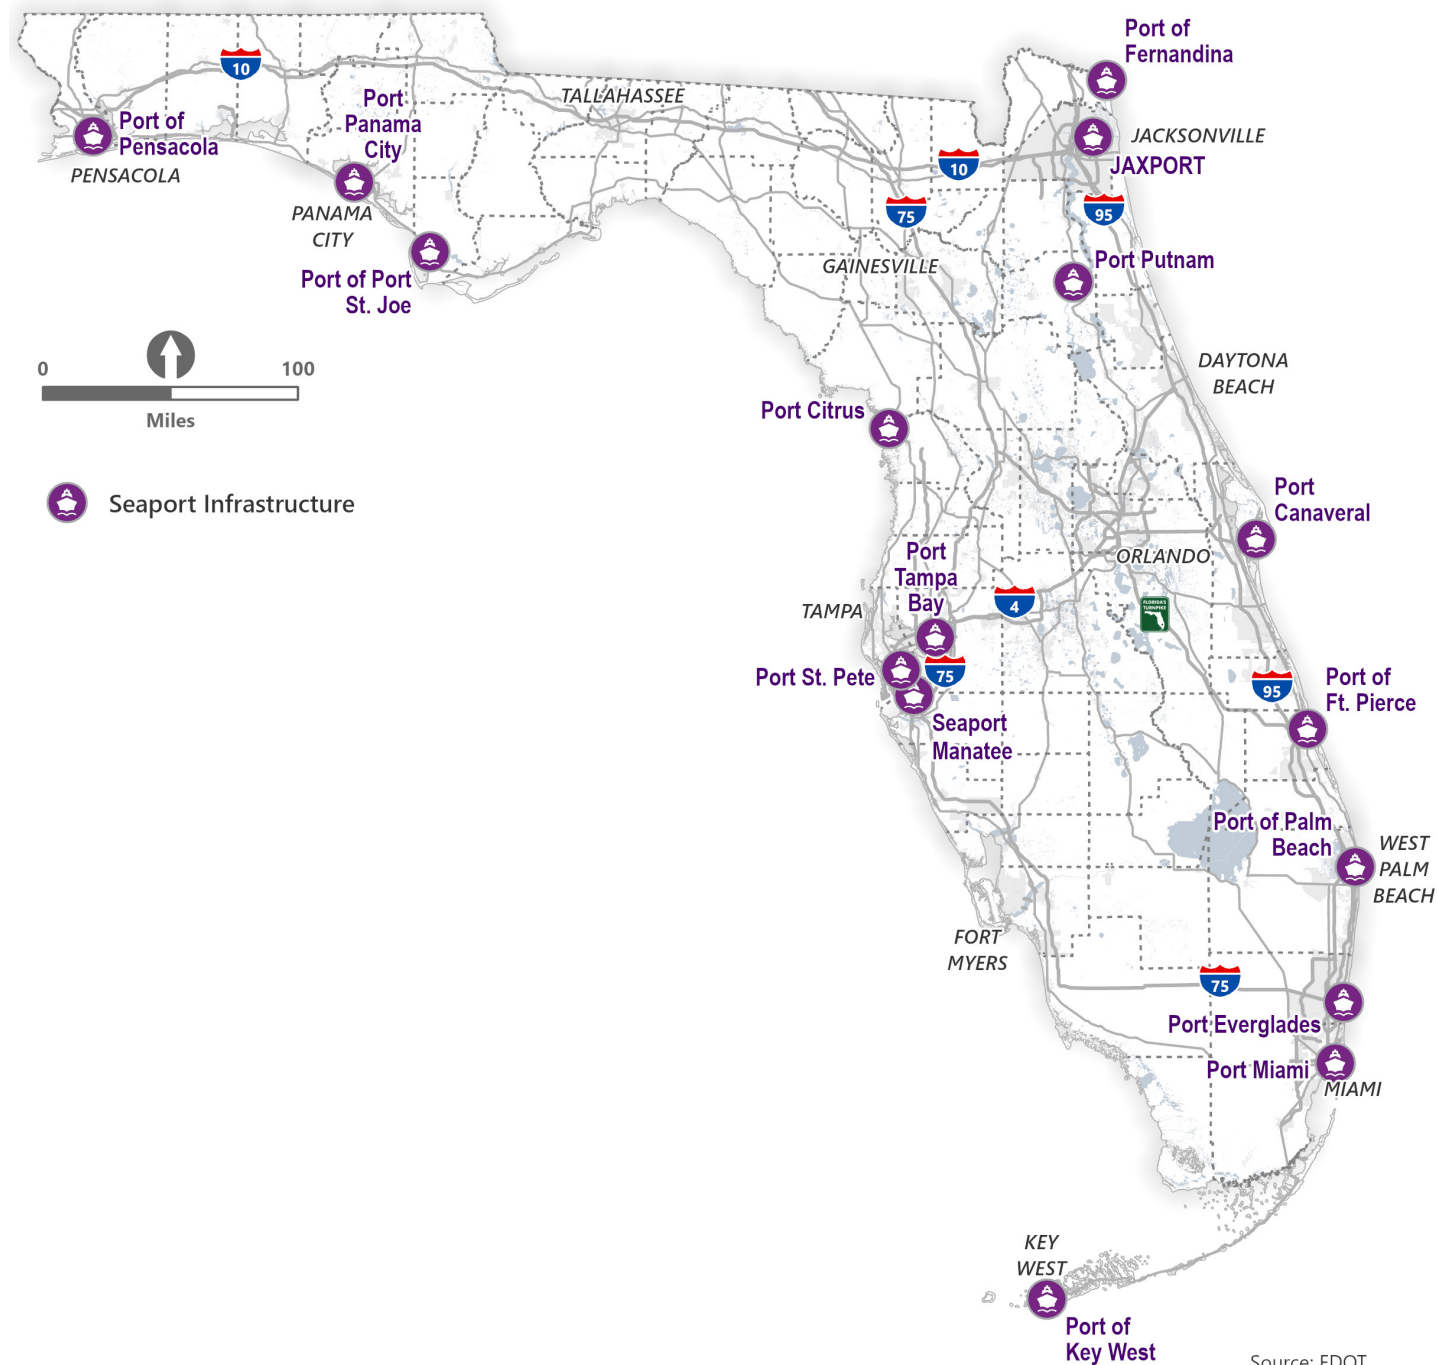 Port of
Fernandina
10
TALLAHASSEE
Port
Panama
City
Port of
Pensacola
PENSACOLA
JACKSONVILLE
JAXPORT
10
75
95
PANAMA
CITY
Port of Port
St. Joe
GAINESVILLE
Port Putnam
0
100
Miles
DAYTONA
BEACH
Port Citrus
Seaport Infrastructure
Port
Canaveral
ORLANDO
Port
Tampa
Bay
TAMPA
4
FLORIDA'S
TURNPIKE
Port St. Pete
75
95
Port of
Ft. Pierce
Seaport
Manatee
Port of Palm
Beach
WEST
PALM
BEACH
FORT
MYERS
75
Port Everglades
Port Miami
MIAMI
KEY
WEST
Port of
Key West
Source: FDOT